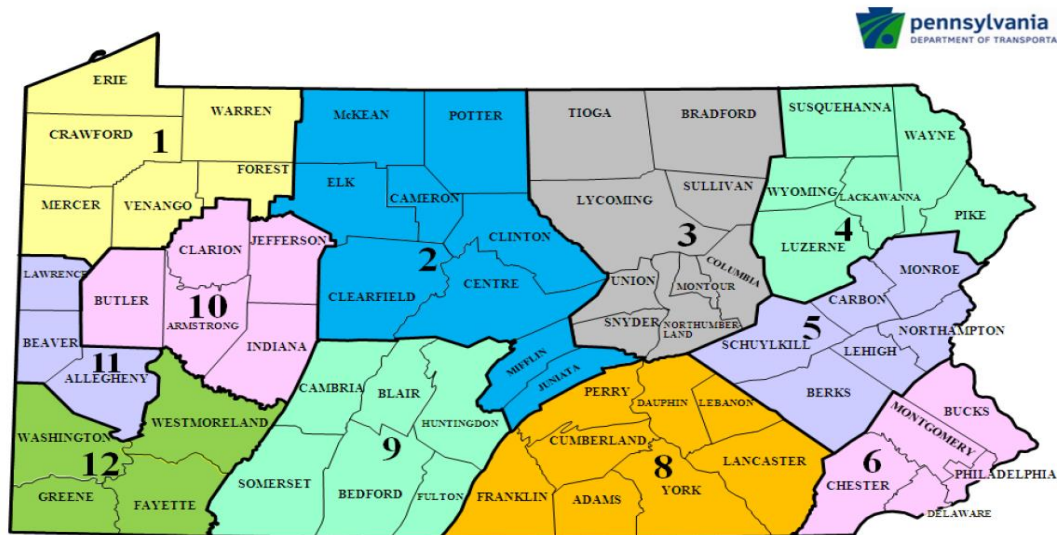 pennsylvania
DEPARTMENT OF TRANSPORTA
ERIE
WARREN
CRAWFORD
1
FOREST
MERCER
VENANGO
McKEAN
POTTER
ELK
CAMERON
CLINTON
2
CLEARFIELD
CENTRE
MIFFLIN
JUNIATA
TIOGA
BRADFORD
SULLIVAN
LYCOMING
3
COLUMBIA
UNION
MONTOUR
SNYDER
NORTHUMBER-
LAND
SUSQUEHANNA
WAYNE
WYOMING
LACKAWANNA
PIKE
4
LUZERNE
MONROE
CARBON
5
NORTHAMPTON
SCHUYLKILL
LEHIGH
BERKS
BUCKS
MONTGOMERY
6
PHILADELPHIA
CHESTER
DELAWARE
PERRY
DAUPHIN
LEBANON
CUMBERLAND
LANCASTER
8
FRANKLIN
ADAMS
YORK
CAMBRIA
BLAIR
HUNTINGDON
9
SOMERSET
BEDFORD
FULTON
CLARION
JEFFERSON
BUTLER
10
ARMSTRONG
INDIANA
LAWRENCE
BEAVER
11
ALLEGHENY
WESTMORELAND
WASHINGTON
12
GREENE
FAYETTE